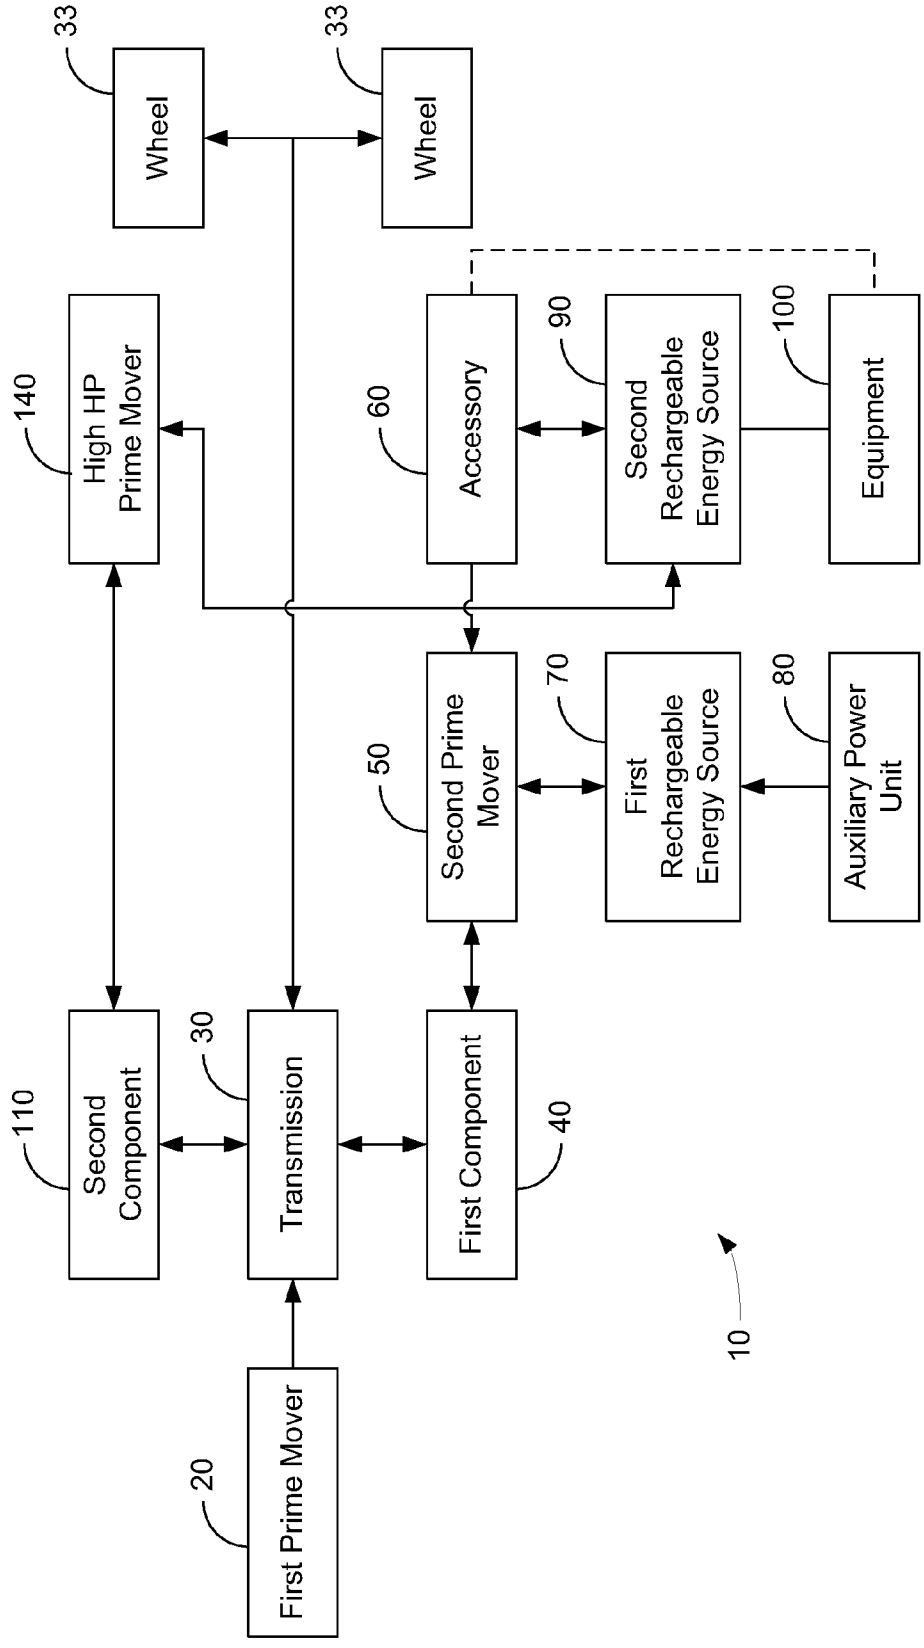 110
Second
Component
140
High HP
Prime Mover
33
Wheel
20
First Prime Mover
30
Transmission
33
Wheel
40
First Component
50
Second Prime
Mover
60
Accessory
70
First
Rechargeable
Energy Source
90
Second
Rechargeable
Energy Source
10
80
Auxiliary Power
Unit
100
Equipment